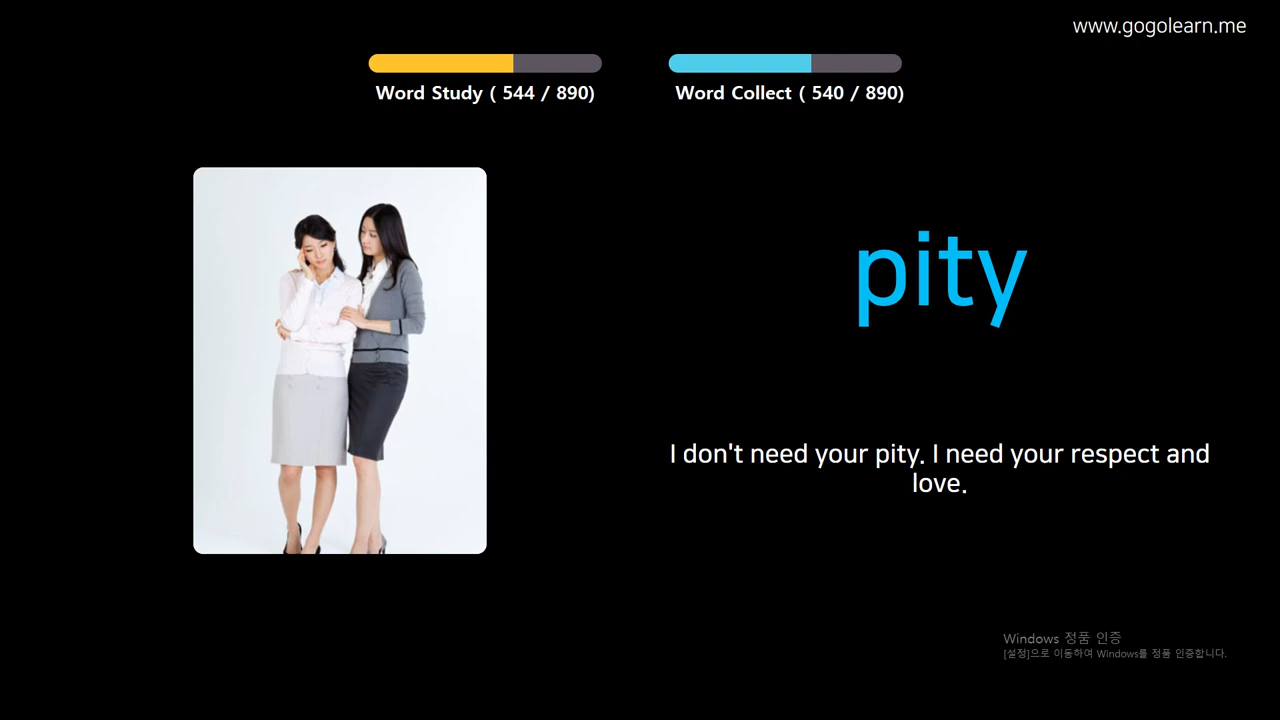 www.gogolearn.me
Word Study ( 544 / 890)
Word Collect ( 540 / 890)
pity
I don't need your pity. I need your respect and
love.
Windows 정품 인증
[설정]으로 이동하여 Windows를 정품 인증합니다.